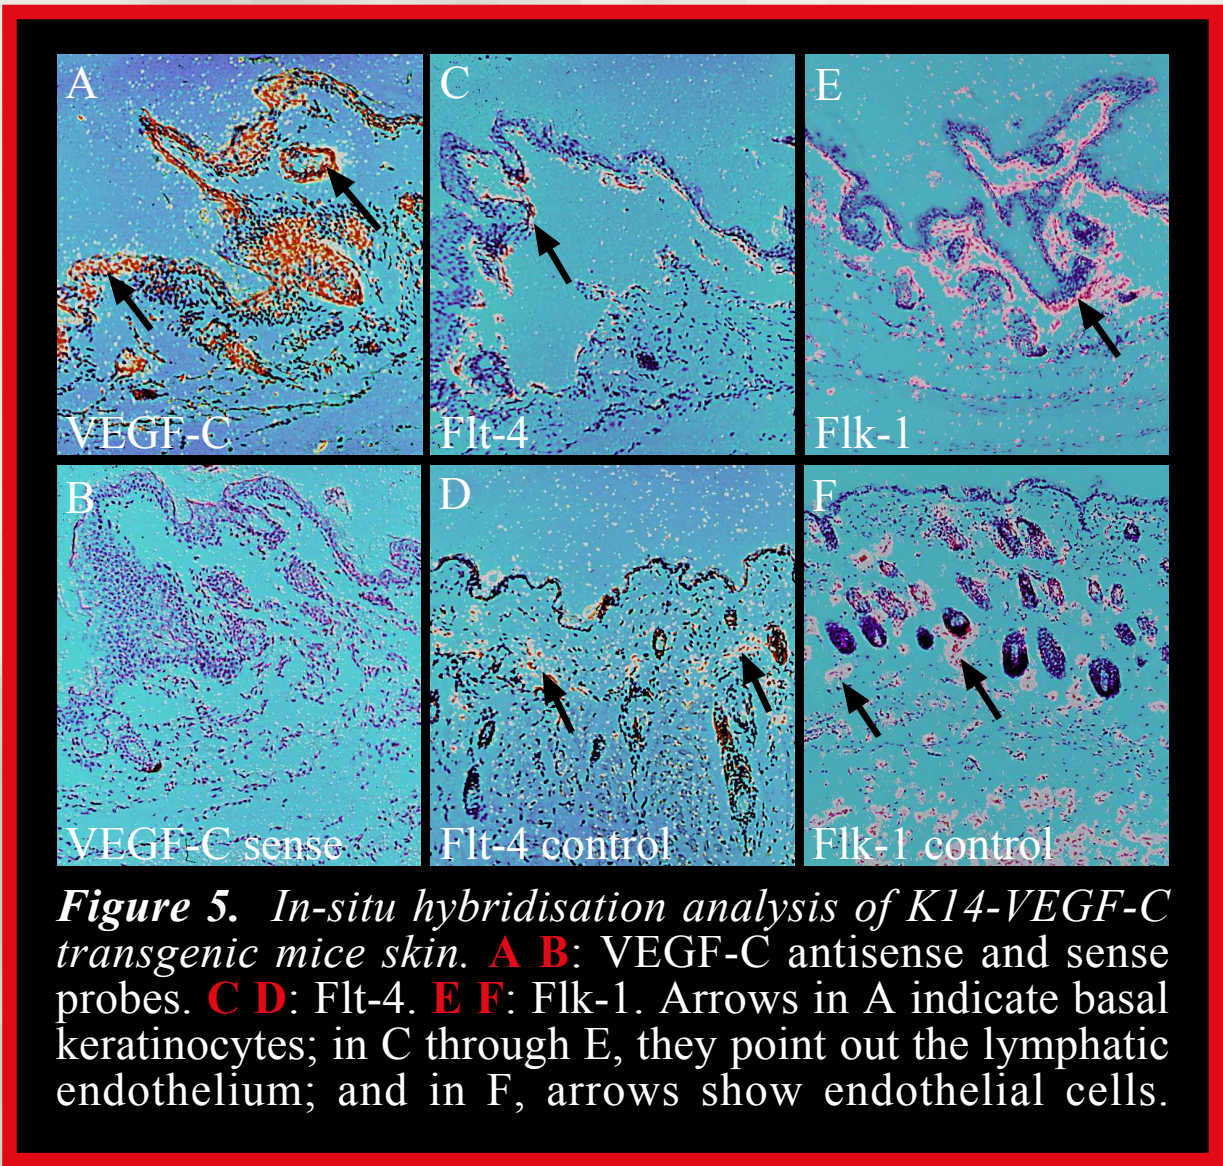 A
C
E
VEGF-C
Flt-4
Flk-1
B
D
F
VEGF-C sense
Flt-4 control
Flk-1 control
Figure 5. In-situ hybridisation analysis of K14-VEGF-C
transgenic mice skin. A B: VEGF-C antisense and sense
probes. C D: Flt-4. E F: Flk-1. Arrows in A indicate basal
keratinocytes; in C through E, they point out the lymphatic
endothelium; and in F, arrows show endothelial cells.